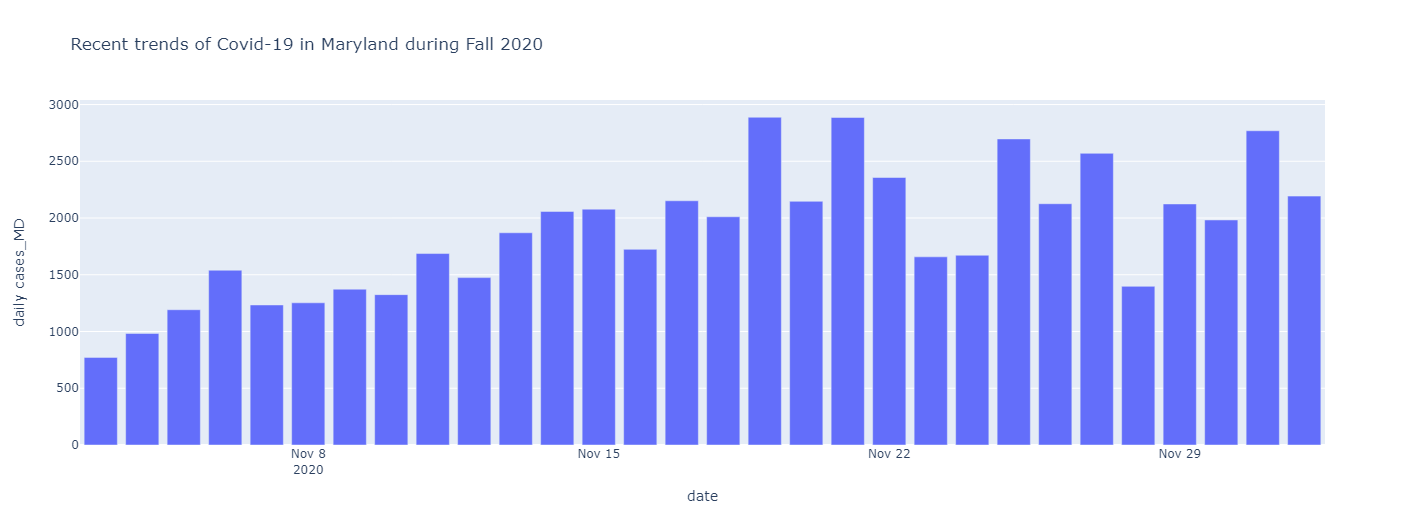 Recent trends of Covid-19 in Maryland during Fall 2020
daily cases_MD
3000
2500
2000
1500
1000
500
0
Nov 8
2020
Nov 15
Nov 22
Nov 29
date